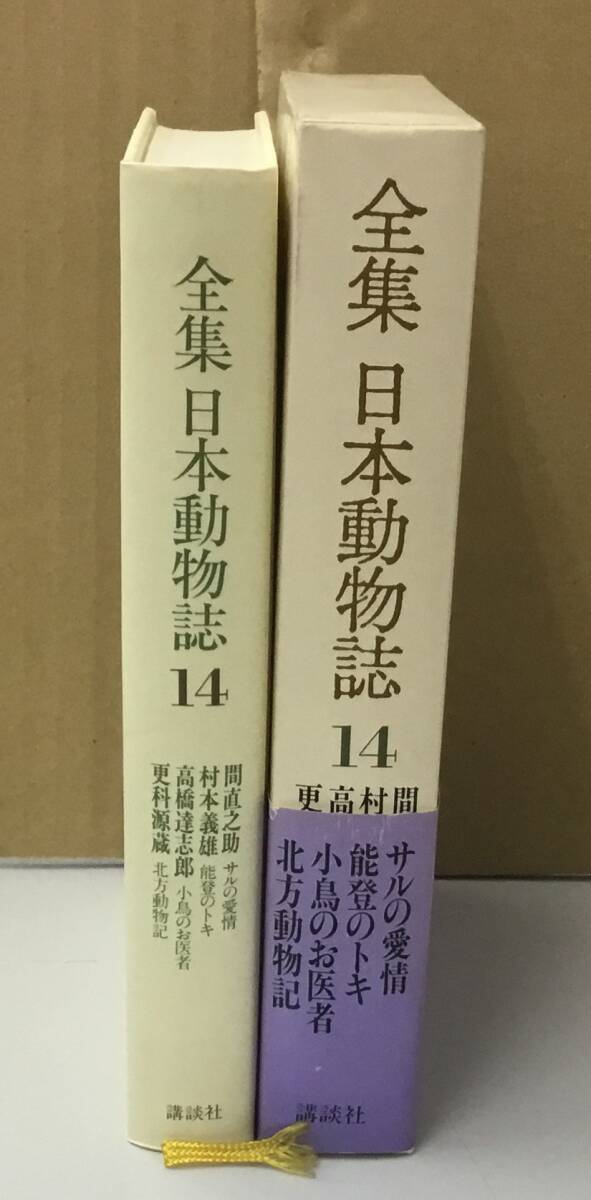 全集 日本動物誌 14
間直之助 サルの愛情
村本義雄 能登のトキ
高橋達志郎 小鳥のお医者
更科源蔵 北方動物記
講談社
全集 日本動物誌 14
間
村
高
更
サルの愛情
能登のトキ
小鳥のお医者
北方動物記
講談社